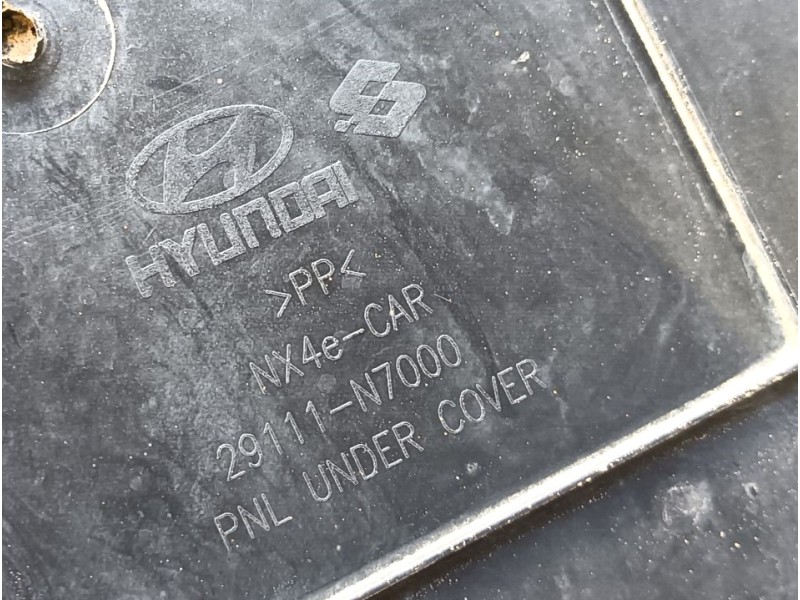 HYUNDAI
>PP<
NX4e-CAR
29111-N7000
PNL UNDER COVER